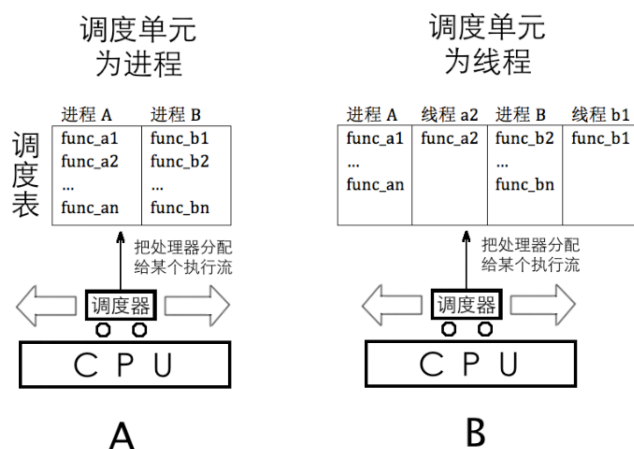 调度单元
为进程
调度单元
为线程
进程 A 进程 B
调度表
func_a1 func_b1
func_a2 func_b2
... ...
func_an func_bn
把处理器分配
给某个执行流
调度器
CPU
A
进程 A 线程 a2 进程 B 线程 b1
func_a1 func_a2 func_b2 func_b1
... ...
func_an func_bn
把处理器分配
给某个执行流
调度器
CPU
B